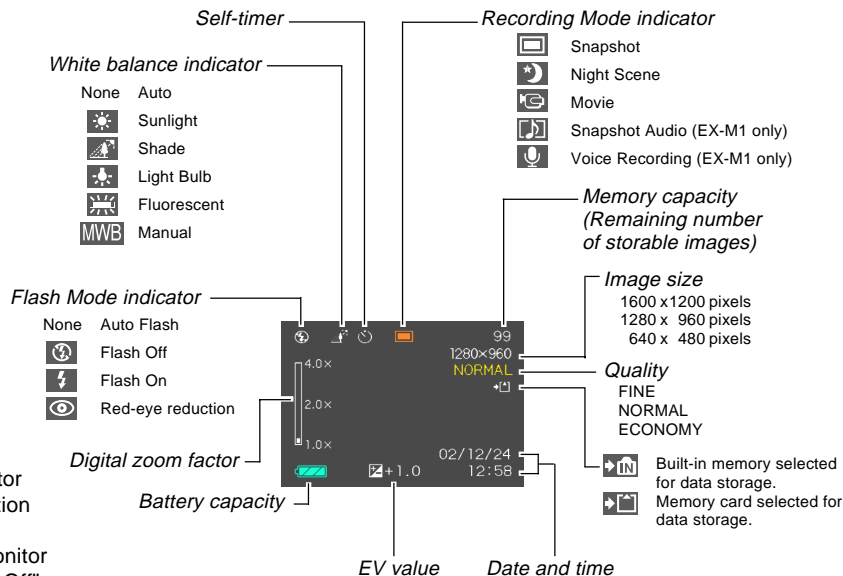 Self-timer
Recording Mode indicator
Snapshot
Night Scene
Movie
Snapshot Audio (EX-M1 only)
Voice Recording (EX-M1 only)
White balance indicator
None Auto
Sunlight
Shade
Light Bulb
Fluorescent
MWB Manual
Memory capacity
(Remaining number
of storable images)
Image size
1600 x1200 pixels
1280 x 960 pixels
640 x 480 pixels
Quality
FINE
NORMAL
ECONOMY
IN Built-in memory selected
for data storage.
Memory card selected for
data storage.
Flash Mode indicator
None Auto Flash
Flash Off
Flash On
Red-eye reduction
99
1280×960
NORMAL
4.0×
2.0×
1.0×
02/12/24
+1.0 12:58
Digital zoom factor
Battery capacity
EV value
Date and time
tor
tion
onitor
Off"